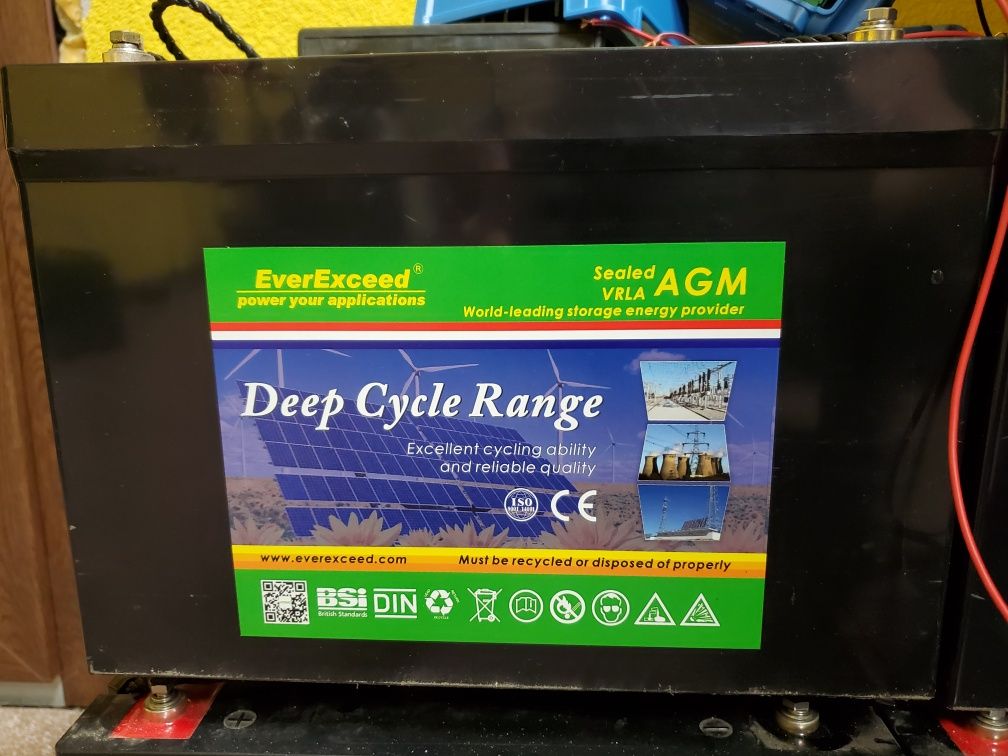 EverExceed®
power your applications
Sealed
VRLA AGM
World-leading storage energy provider
Deep Cycle Range
Excellent cycling ability
and reliable quality
ISO
CE
www.everexceed.com
Must be recycled or disposed of properly
BSi
British Standards
DIN